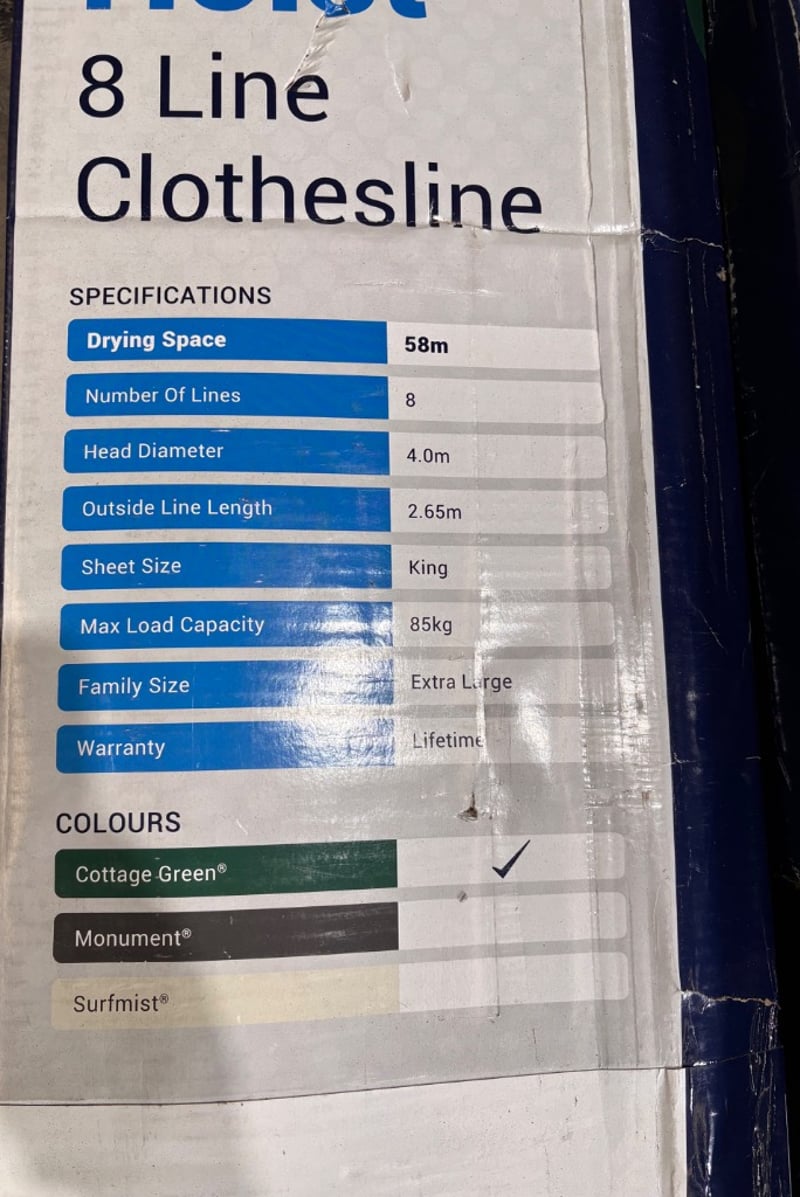 8 Line
Clothesline
SPECIFICATIONS
Drying Space 58m
Number Of Lines 8
Head Diameter 4.0m
Outside Line Length 2.65m
Sheet Size King
Max Load Capacity 85kg
Family Size Extra Large
Warranty Lifetime
COLOURS
Cottage Green® ✓
Monument®
Surfmist®